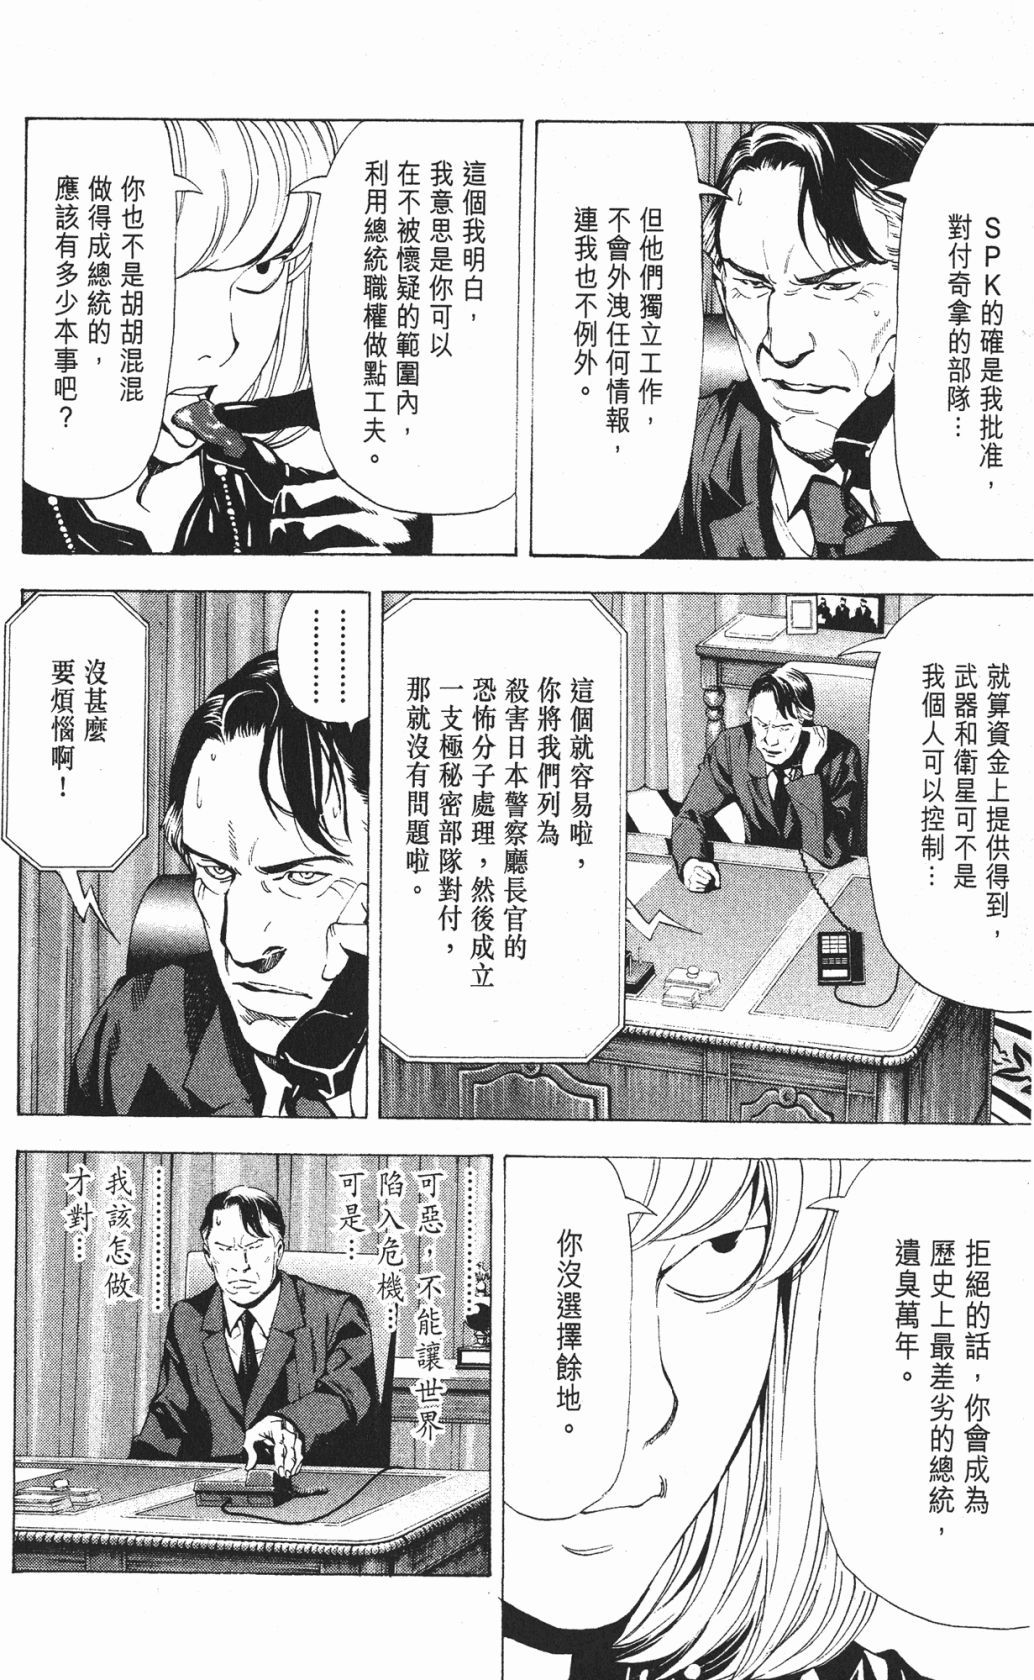 ＳＰＫ的確是我批准，
對付奇拿的部隊…
但他們獨立工作，
不會外洩任何情報，
連我也不例外。
這個我明白，
我意思是你可以
在不被懷疑的範圍內，
利用總統職權做點工夫。
你也不是胡胡混混
做得成總統的，
應該有多少本事吧？
就算資金上提供得到，
武器和衛星可不是
我個人可以控制…
這個就容易啦，
你將我們列為
殺害日本警察廳長官的
恐怖分子處理，然後成立
一支極秘密部隊對付，
那就沒有問題啦。
…………
…………
沒甚麼
要煩惱啊！
拒絕的話，你會成為
歷史上最差劣的總統，
遺臭萬年。
你沒選擇餘地。
…………
可惡，不能讓世界
陷入危機…
可是…
…………
我該怎做
才對…